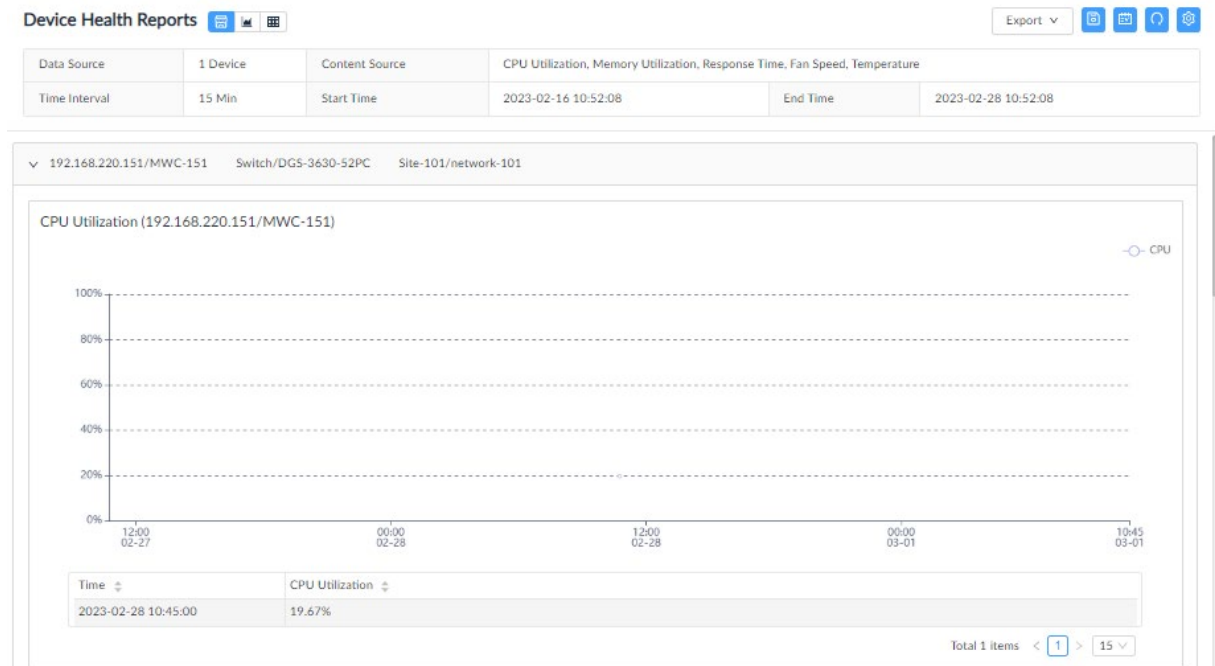 Device Health Reports
Export
Data Source 1 Device Content Source CPU Utilization, Memory Utilization, Response Time, Fan Speed, Temperature
Time Interval 15 Min Start Time 2023-02-16 10:52:08 End Time 2023-02-28 10:52:08
192.168.220.151/MWC-151 Switch/DGS-3630-52PC Site-101/network-101
CPU Utilization (192.168.220.151/MWC-151)
CPU
100%
80%
60%
40%
20%
0%
12:00 00:00 12:00 00:00 10:45
02-27 02-28 02-28 03-01 03-01
Time CPU Utilization
2023-02-28 10:45:00 19.67%
Total 1 items < 1 > 15